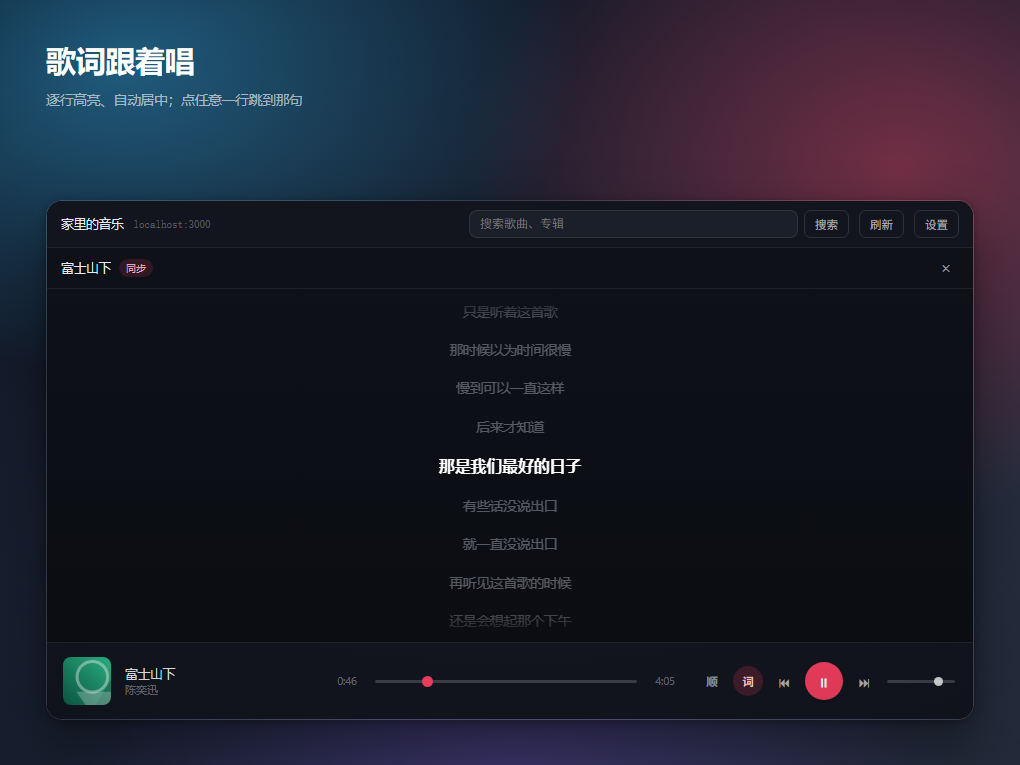 歌词跟着唱
逐行高亮、自动居中；点任意一行跳到那句
家里的音乐 localhost:3000 搜索歌曲、专辑 搜索 刷新 设置
富士山下 同步 ×
只是听着这首歌
那时候以为时间很慢
慢到可以一直这样
后来才知道
那是我们最好的日子
有些话没说出口
就一直没说出口
再听见这首歌的时候
还是会想起那个下午
富士山下
陈奕迅
0:46 4:05 顺 词